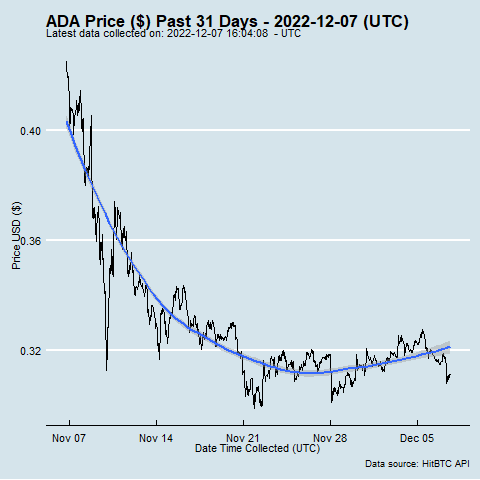 ADA Price ($) Past 31 Days - 2022-12-07 (UTC)
Latest data collected on: 2022-12-07 16:04:08  - UTC
Price USD ($)
0.40
0.36
0.32
Nov 07
Nov 14
Nov 21
Nov 28
Dec 05
Date Time Collected (UTC)
Data source: HitBTC API